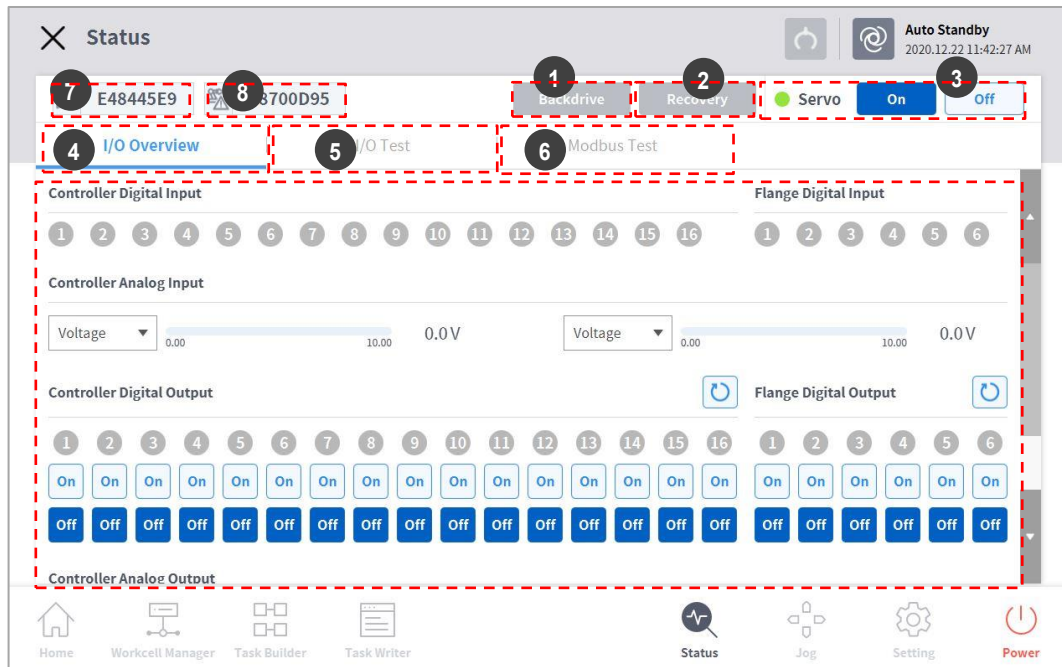 Status
Auto Standby
2020.12.22 11:42:27 AM
7 E48445E9 8 8700D95 1 Backdrive 2 Recovery Servo On 3 Off
4 I/O Overview 5 I/O Test 6 Modbus Test
Controller Digital Input Flange Digital Input
1 2 3 4 5 6 7 8 9 10 11 12 13 14 15 16 1 2 3 4 5 6
Controller Analog Input
Voltage 0.00 10.00 0.0 V Voltage 0.00 10.00 0.0 V
Controller Digital Output Flange Digital Output
1 2 3 4 5 6 7 8 9 10 11 12 13 14 15 16 1 2 3 4 5 6
On On On On On On On On On On On On On On On On On On On On On On
Off Off Off Off Off Off Off Off Off Off Off Off Off Off Off Off Off Off Off Off Off Off
Controller Analog Output
Home Workcell Manager Task Builder Task Writer Status Jog Setting Power